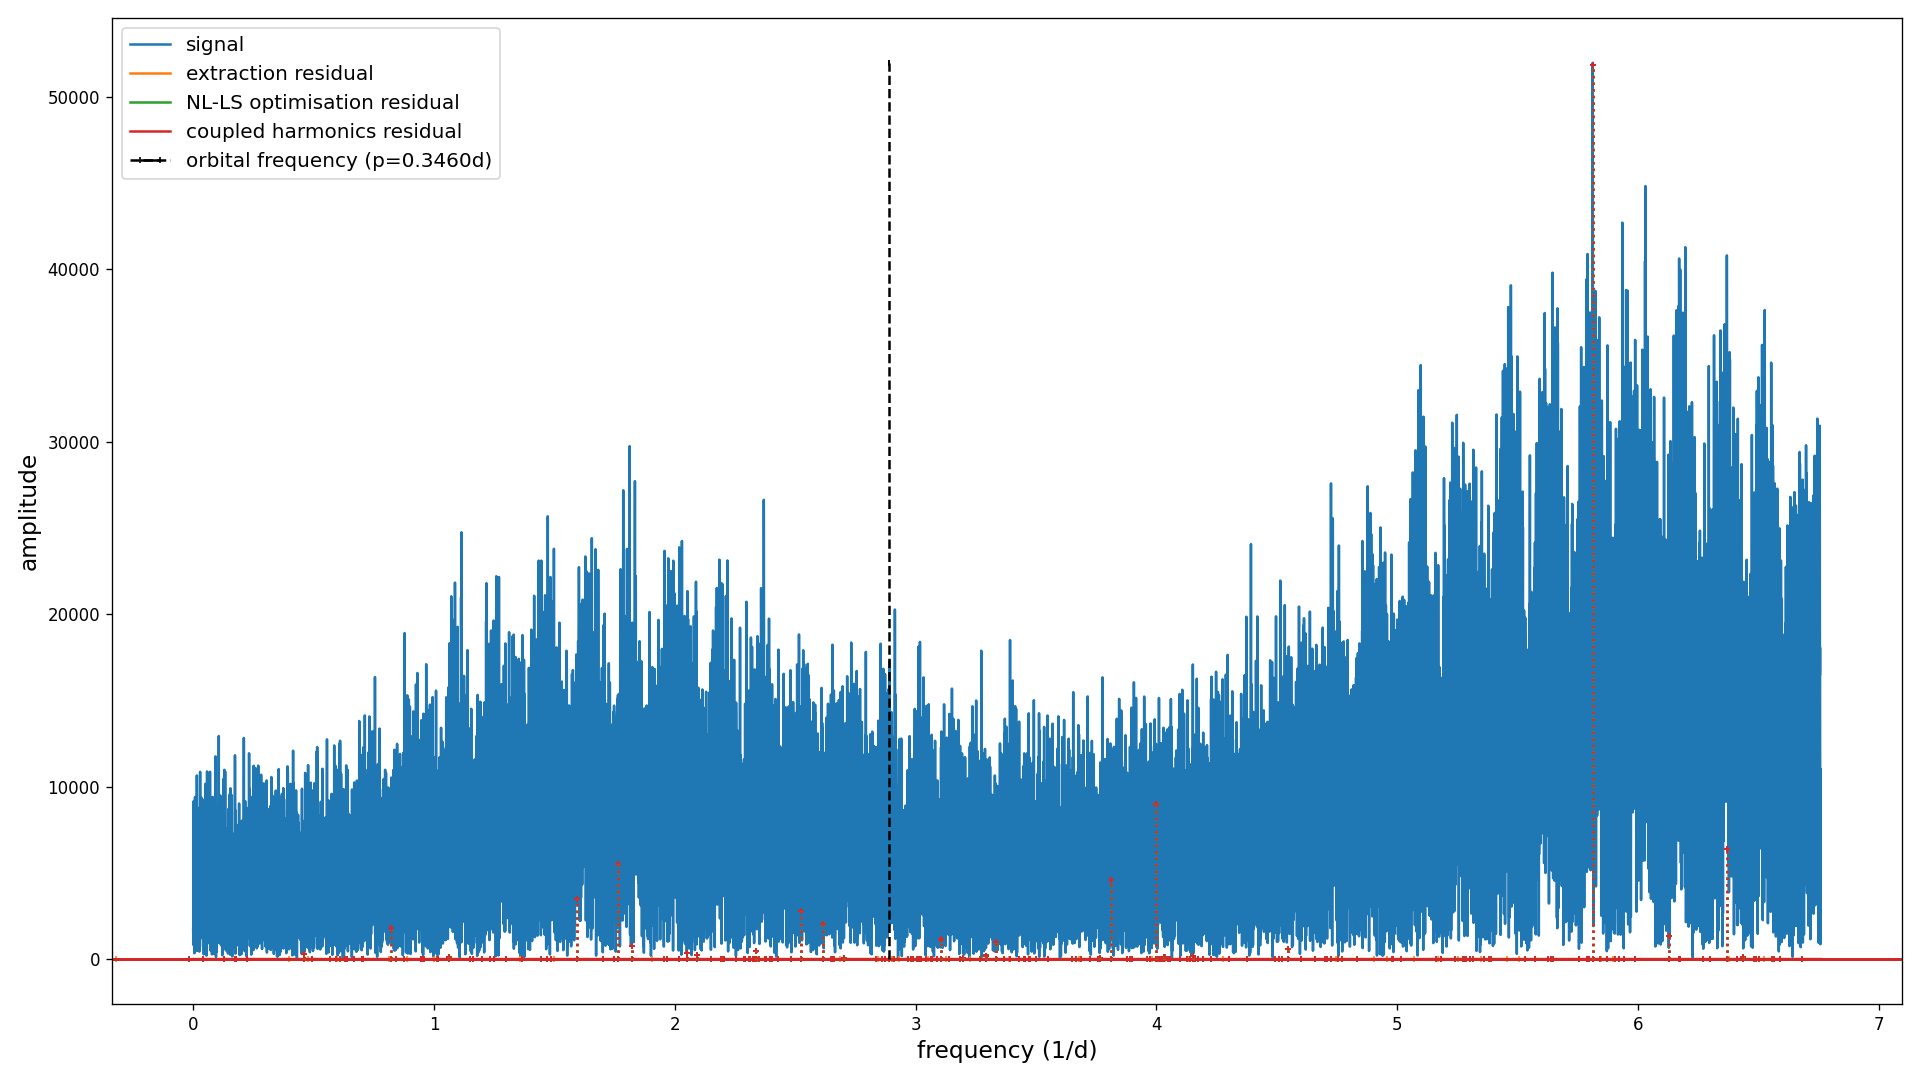 signal
extraction residual
NL-LS optimisation residual
coupled harmonics residual
orbital frequency (p=0.3460d)
50000
40000
30000
20000
10000
0
amplitude
0 1 2 3 4 5 6 7
frequency (1/d)